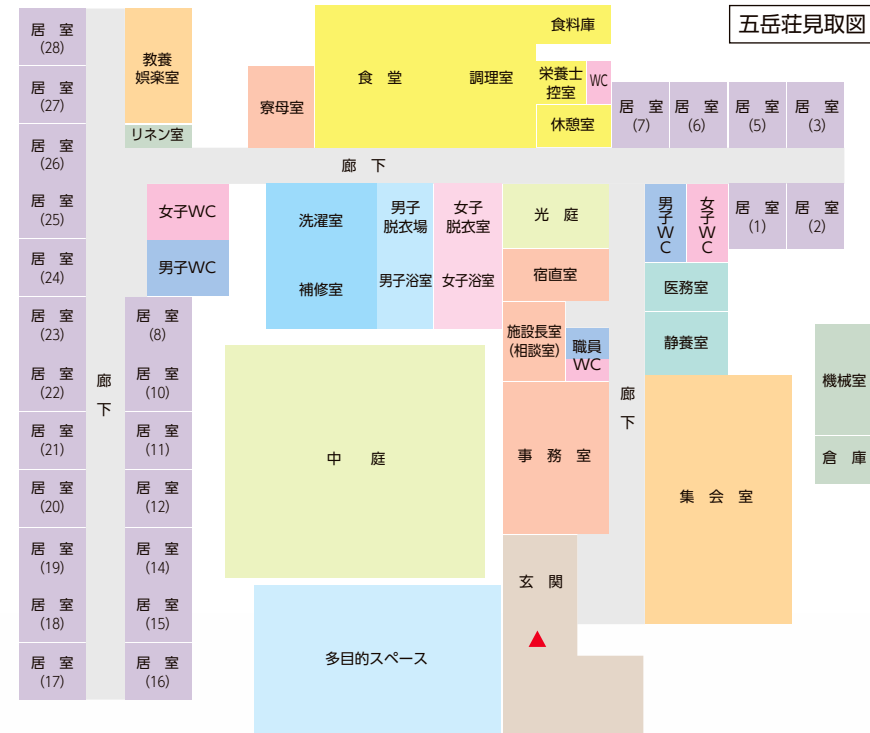 五岳荘見取図
居　室
(28)
教養
娯楽室
食　堂
調理室
食料庫
栄養士
控室
WC
居　室
(27)
寮母室
休憩室
居　室
(7)
居　室
(6)
居　室
(5)
居　室
(3)
リネン室
居　室
(26)
廊　下
居　室
(25)
女子WC
洗濯室
男子
脱衣場
女子
脱衣室
光　庭
男子WC
女子WC
居　室
(1)
居　室
(2)
居　室
(24)
男子WC
補修室
男子浴室
女子浴室
宿直室
医務室
居　室
(23)
居　室
(8)
施設長室
(相談室)
職員
WC
静養室
居　室
(22)
廊　下
居　室
(10)
廊　下
機械室
居　室
(21)
居　室
(11)
中　庭
事　務　室
倉　庫
居　室
(20)
居　室
(12)
集　会　室
居　室
(19)
居　室
(14)
玄　関
居　室
(18)
居　室
(15)
多目的スペース
居　室
(17)
居　室
(16)